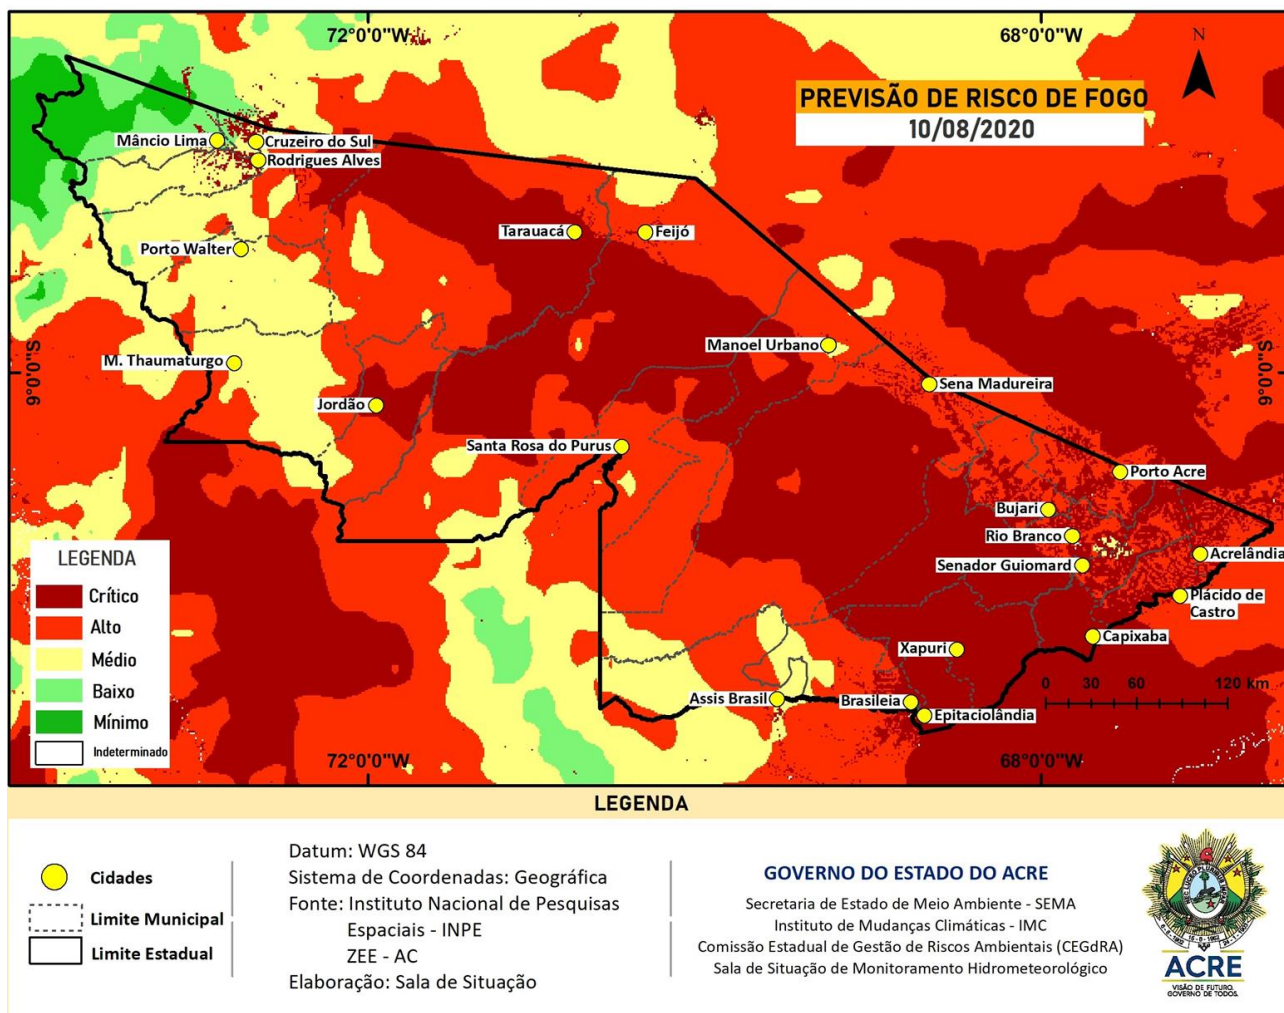 72°0'0"W
68°0'0"W
N
PREVISÃO DE RISCO DE FOGO
10/08/2020
Mâncio Lima
Cruzeiro do Sul
Rodrigues Alves
Tarauacá
Feijó
Porto Walter
M. Thaumaturgo
Manoel Urbano
9°0'0"S
9°0'0"S
Sena Madureira
Jordão
Santa Rosa do Purus
Porto Acre
Bujari
Rio Branco
Acrelândia
Senador Guiomard
Plácido de
Castro
Capixaba
Xapuri
Assis Brasil
Brasileia
Epitaciolândia
0 30 60 120 km
LEGENDA
Crítico
Alto
Médio
Baixo
Mínimo
Indeterminado
72°0'0"W
68°0'0"W
LEGENDA
Cidades
Limite Municipal
Limite Estadual
Datum: WGS 84
Sistema de Coordenadas: Geográfica
Fonte: Instituto Nacional de Pesquisas
Espaciais - INPE
ZEE - AC
Elaboração: Sala de Situação
GOVERNO DO ESTADO DO ACRE
Secretaria de Estado de Meio Ambiente - SEMA
Instituto de Mudanças Climáticas - IMC
Comissão Estadual de Gestão de Riscos Ambientais (CEGdRA)
Sala de Situação de Monitoramento Hidrometeorológico
ACRE
VISÃO DE FUTURO.
GOVERNO DE TODOS.